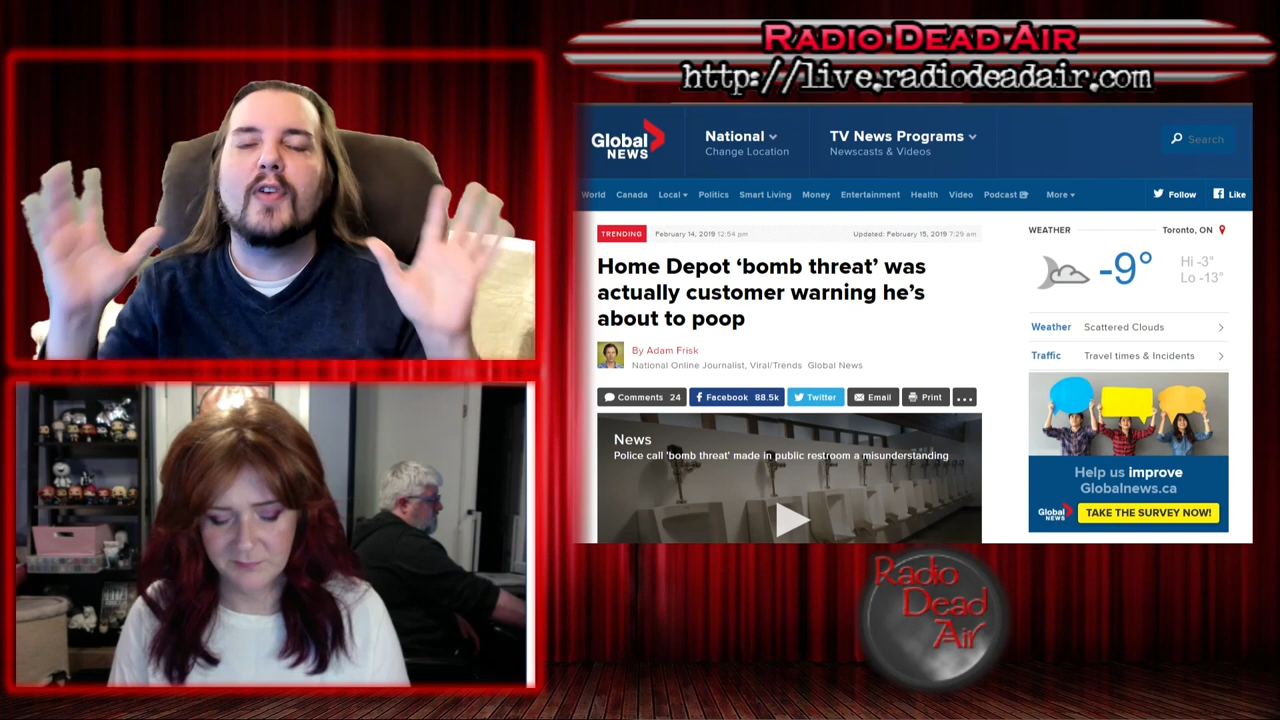 Radio Dead Air
http://live.radiodeadair.com
Global NEWS
National
Change Location
TV News Programs
Newscasts & Videos
Search
World Canada Local Politics Smart Living Money Entertainment Health Video Podcast More Follow Like
TRENDING February 14, 2019 12:54 pm Updated: February 15, 2019 7:29 am
Home Depot ‘bomb threat’ was
actually customer warning he’s
about to poop
By Adam Frisk
National Online Journalist, Viral/Trends Global News
Comments 24 Facebook 88.5k Twitter Email Print ...
News
Police call 'bomb threat' made in public restroom a misunderstanding
WEATHER Toronto, ON
-9°
Hi -3°
Lo -13°
Weather Scattered Clouds
Traffic Travel times & Incidents
Help us improve
Globalnews.ca
Global NEWS
TAKE THE SURVEY NOW!
Radio
Dead
Air